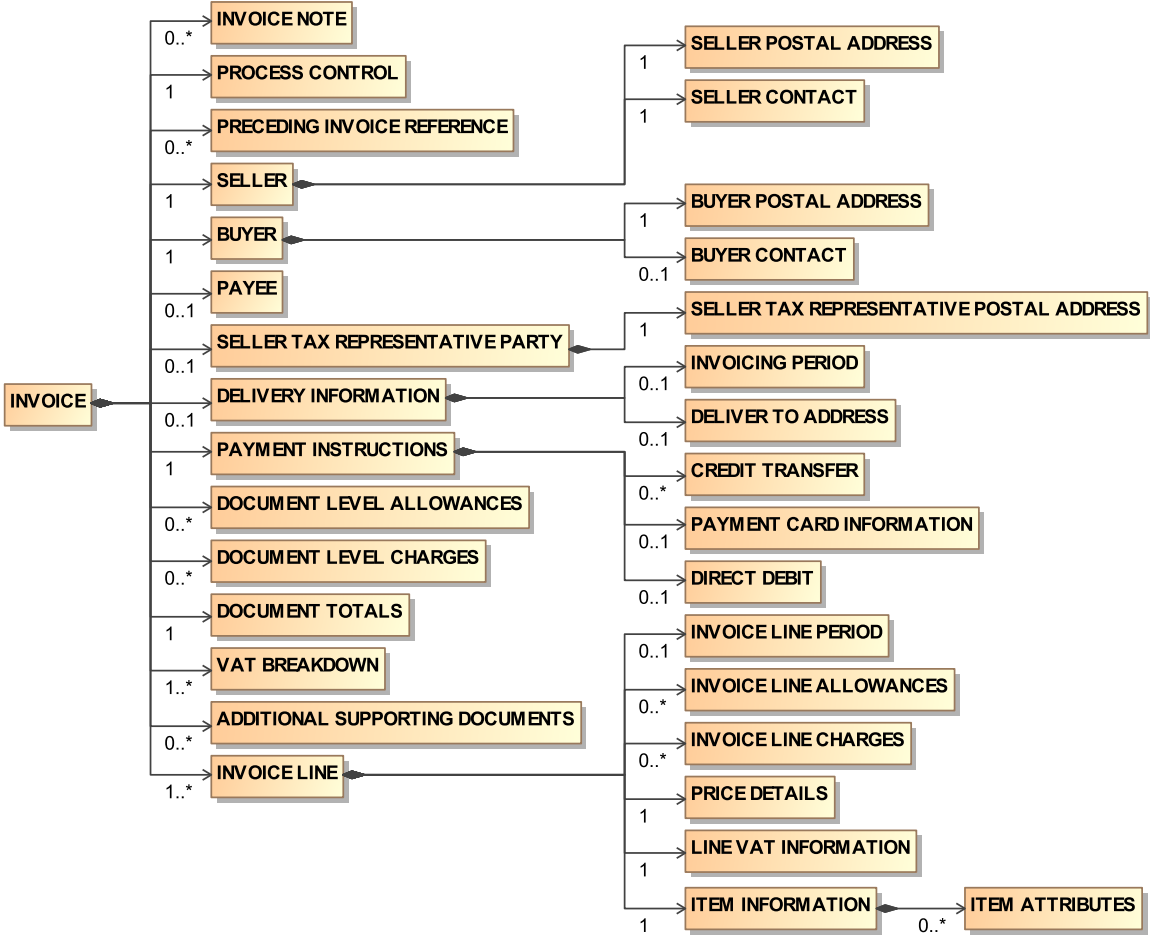 INVOICE NOTE
0..*
PROCESS CONTROL
1
PRECEDING INVOICE REFERENCE
0..*
SELLER
1
BUYER
1
PAYEE
0..1
SELLER TAX REPRESENTATIVE PARTY
0..1
INVOICE
DELIVERY INFORMATION
0..1
PAYMENT INSTRUCTIONS
1
DOCUMENT LEVEL ALLOWANCES
0..*
DOCUMENT LEVEL CHARGES
0..*
DOCUMENT TOTALS
1
VAT BREAKDOWN
1..*
ADDITIONAL SUPPORTING DOCUMENTS
0..*
INVOICE LINE
1..*
SELLER POSTAL ADDRESS
1
SELLER CONTACT
1
BUYER POSTAL ADDRESS
1
BUYER CONTACT
0..1
SELLER TAX REPRESENTATIVE POSTAL ADDRESS
1
INVOICING PERIOD
0..1
DELIVER TO ADDRESS
0..1
CREDIT TRANSFER
0..*
PAYMENT CARD INFORMATION
0..1
DIRECT DEBIT
0..1
INVOICE LINE PERIOD
0..1
INVOICE LINE ALLOWANCES
0..*
INVOICE LINE CHARGES
0..*
PRICE DETAILS
1
LINE VAT INFORMATION
1
ITEM INFORMATION
1
ITEM ATTRIBUTES
0..*